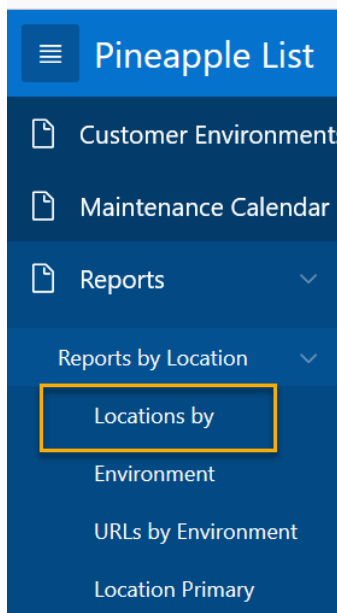 Pineapple List
Customer Environments
Maintenance Calendar
Reports
Reports by Location
Locations by
Environment
URLs by Environment
Location Primary